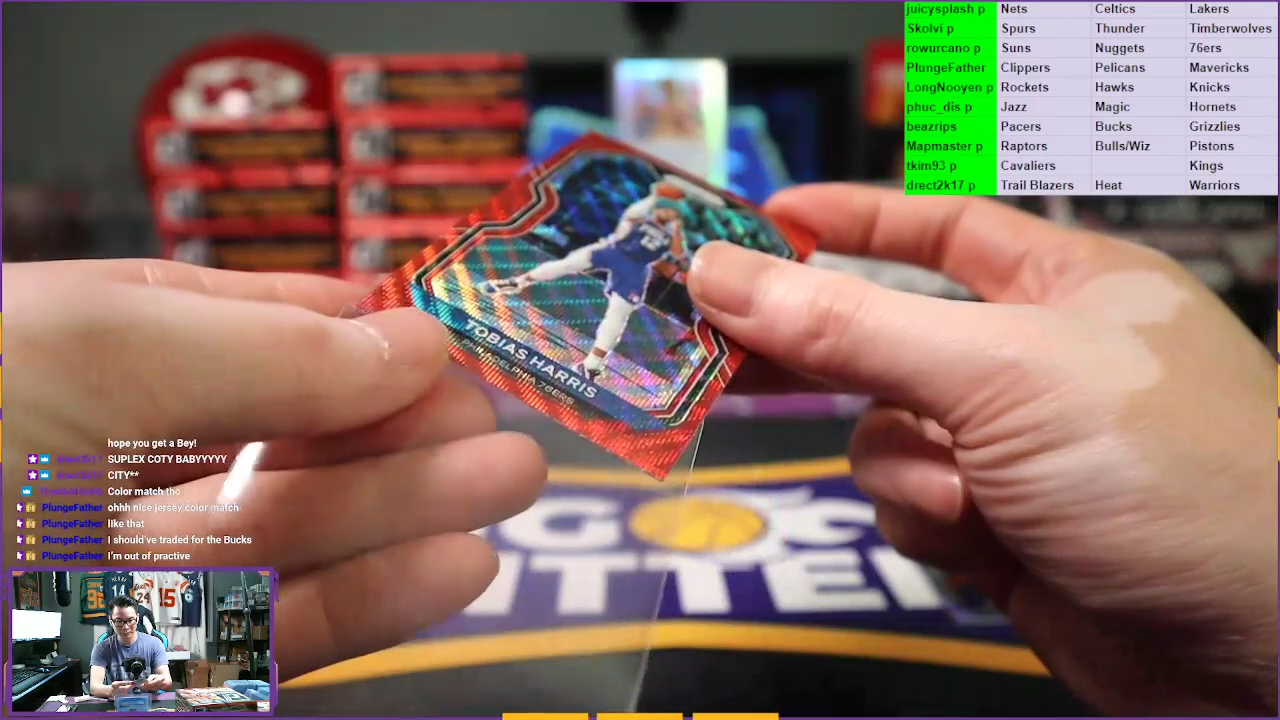 juicysplash p Nets Celtics Lakers
Skolvi p Spurs Thunder Timberwolves
rowurcano p Suns Nuggets 76ers
PlungeFather Clippers Pelicans Mavericks
LongNooyen p Rockets Hawks Knicks
phuc_dis p Jazz Magic Hornets
beazrips Pacers Bucks Grizzlies
Mapmaster p Raptors Bulls/Wiz Pistons
tkim93 p Cavaliers Kings
drect2k17 p Trail Blazers Heat Warriors
TOBIAS HARRIS
PHILADELPHIA 76ERS
hope you get a Bey!
SUPLEX COTY BABYYYYY
CITY**
Color match tho
PlungeFather ohhh nice jersey color match
PlungeFather like that
PlungeFather I should've traded for the Bucks
PlungeFather I'm out of practive
15